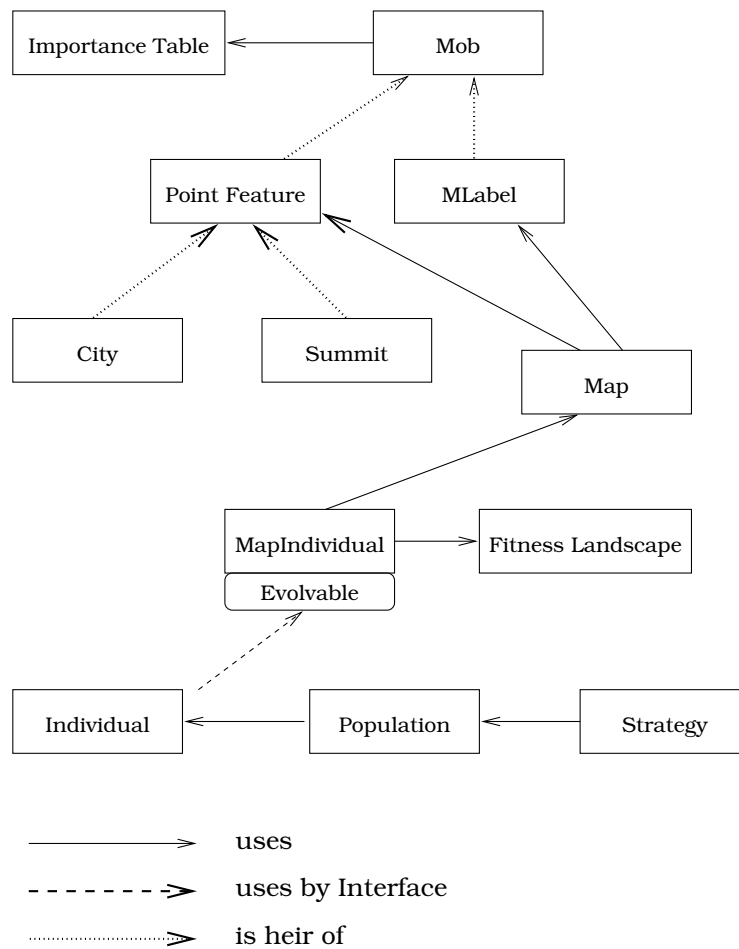 Importance Table
Mob
Point Feature
MLabel
City
Summit
Map
MapIndividual
Fitness Landscape
Evolvable
Individual
Population
Strategy
uses
uses by Interface
is heir of